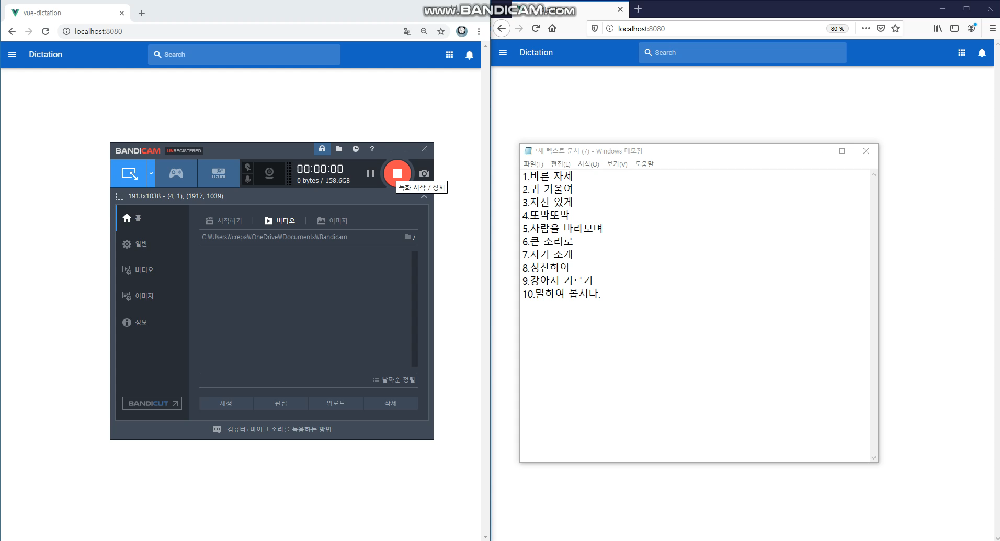 www.BANDICAM.com
vue-dictation
localhost:8080
Dictation
Search
localhost:8080
80 %
Dictation
Search
BANDICAM UNREGISTERED
?
HDMI
00:00:00
0 bytes / 158.6GB
녹화 시작 / 정지
1913x1038 - (4, 1), (1917, 1039)
홈
일반
비디오
이미지
정보
시작하기
비디오
이미지
C:₩Users₩crepa₩OneDrive₩Documents₩Bandicam
/
날짜순 정렬
BANDICUT
재생
편집
업로드
삭제
컴퓨터+마이크 소리를 녹음하는 방법
*새 텍스트 문서 (7) - Windows 메모장
파일(F) 편집(E) 서식(O) 보기(V) 도움말
1.바른 자세
2.귀 기울여
3.자신 있게
4.또박또박
5.사람을 바라보며
6.큰 소리로
7.자기 소개
8.칭찬하여
9.강아지 기르기
10.말하여 봅시다.